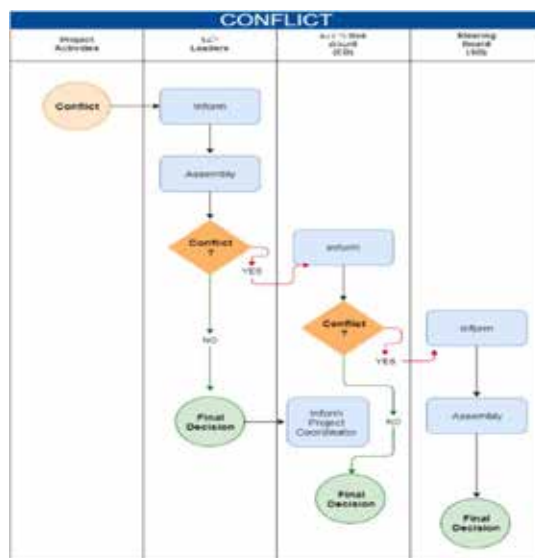 CONFLICT
Project
Activities
Leaders
Board
Steering
Board
Conflict
Inform
Assembly
Conflict
?
YES
Inform
NO
Conflict
?
YES
Inform
Final
Decision
Inform
Project
Coordinator
NO
Assembly
Final
Decision
Final
Decision